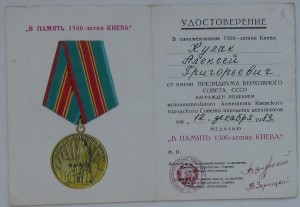 "В ПАМЯТЬ 1500-летия КИЕВА"
УДОСТОВЕРЕНИЕ
В ознаменование 1500-летия Киева
Кулак
Алексей
Григорьевич
ОТ ИМЕНИ ПРЕЗИДИУМА ВЕРХОВНОГО
СОВЕТА СССР
НАГРАЖДЕН РЕШЕНИЕМ
исполнительного комитета Киевского
городского Совета народных депутатов
от 12 декабря 1983
МЕДАЛЬЮ
"В ПАМЯТЬ 1500-летия КИЕВА"
М. П.